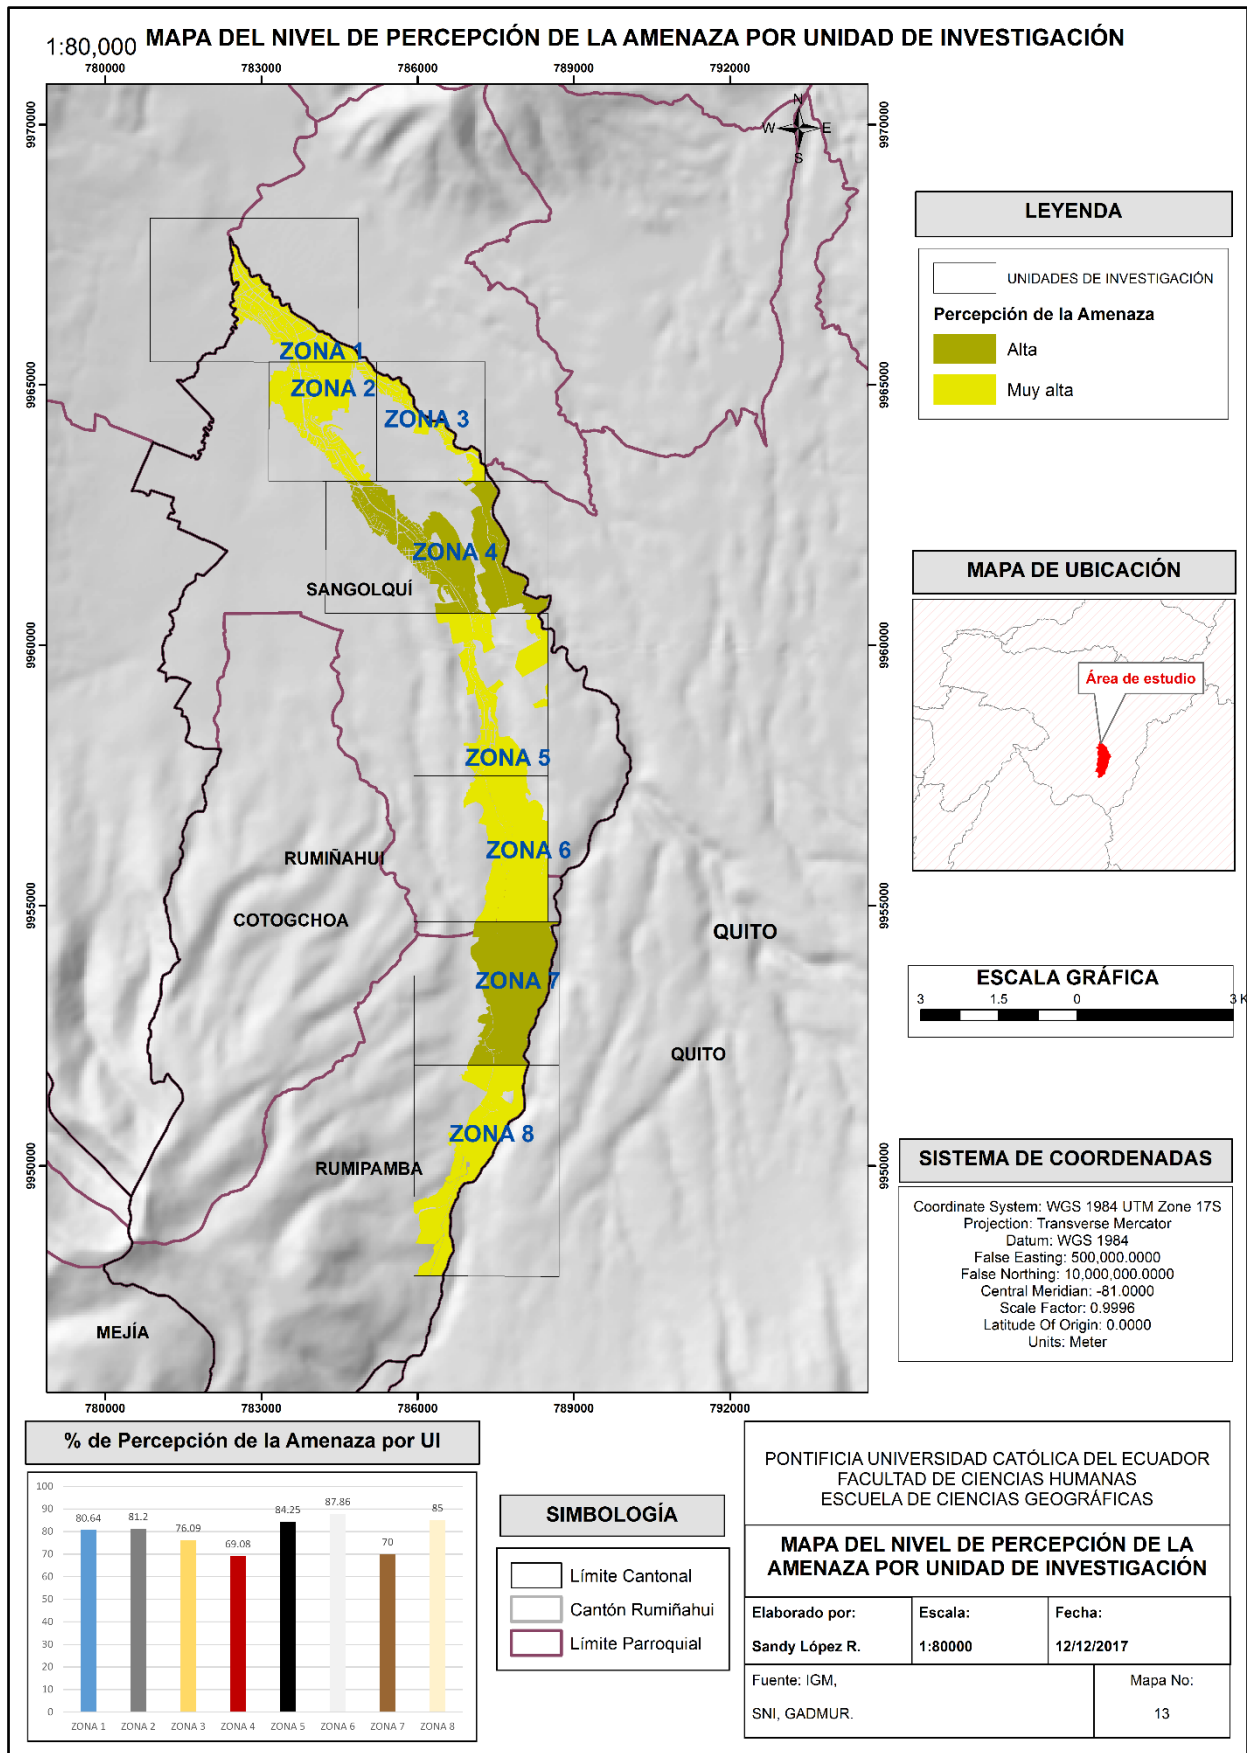 1:80,000 MAPA DEL NIVEL DE PERCEPCIÓN DE LA AMENAZA POR UNIDAD DE INVESTIGACIÓN
780000 783000 786000 789000 792000
9970000 9970000
N
W E
S
ZONA 1
9965000 9965000
ZONA 2
ZONA 3
ZONA 4
SANGOLQUÍ
9960000 9960000
ZONA 5
ZONA 6
RUMIÑAHUI
9955000 9955000
COTOGCHOA
QUITO
ZONA 7
QUITO
ZONA 8
RUMIPAMBA
9950000 9950000
MEJÍA
780000 783000 786000 789000 792000
LEYENDA
UNIDADES DE INVESTIGACIÓN
Percepción de la Amenaza
Alta
Muy alta
MAPA DE UBICACIÓN
Área de estudio
ESCALA GRÁFICA
3 1.5 0 3 K
SISTEMA DE COORDENADAS
Coordinate System: WGS 1984 UTM Zone 17S
Projection: Transverse Mercator
Datum: WGS 1984
False Easting: 500,000.0000
False Northing: 10,000,000.0000
Central Meridian: -81.0000
Scale Factor: 0.9996
Latitude Of Origin: 0.0000
Units: Meter
% de Percepción de la Amenaza por UI
100
90
80
70
60
50
40
30
20
10
0
80.64 81.2 76.09 69.08 84.25 87.86 70 85
ZONA 1 ZONA 2 ZONA 3 ZONA 4 ZONA 5 ZONA 6 ZONA 7 ZONA 8
SIMBOLOGÍA
Límite Cantonal
Cantón Rumiñahui
Límite Parroquial
PONTIFICIA UNIVERSIDAD CATÓLICA DEL ECUADOR
FACULTAD DE CIENCIAS HUMANAS
ESCUELA DE CIENCIAS GEOGRÁFICAS
MAPA DEL NIVEL DE PERCEPCIÓN DE LA
AMENAZA POR UNIDAD DE INVESTIGACIÓN
Elaborado por: Escala: Fecha:
Sandy López R. 1:80000 12/12/2017
Fuente: IGM, Mapa No:
SNI, GADMUR. 13